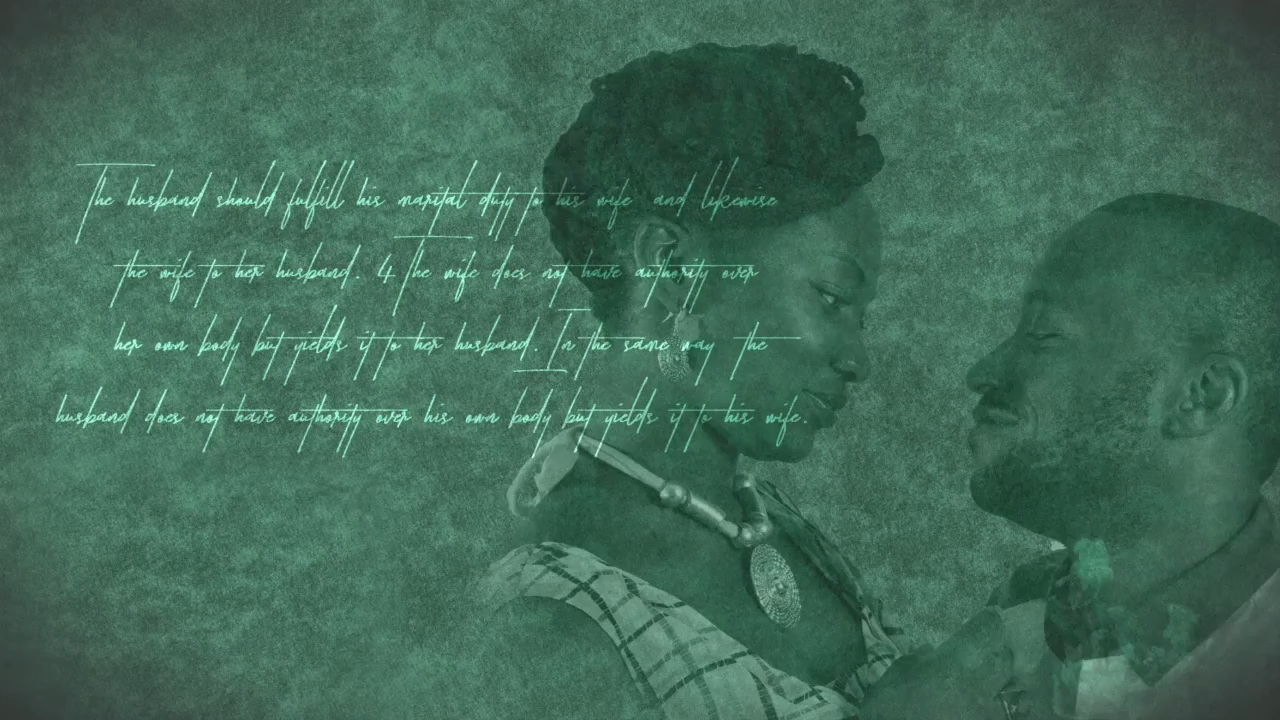 The husband should fulfill his marital duty to his wife and likewise
the wife to her husband. 4 The wife does not have authority over
her own body but yields it to her husband. In the same way the
husband does not have authority over his own body but yields it to his wife.